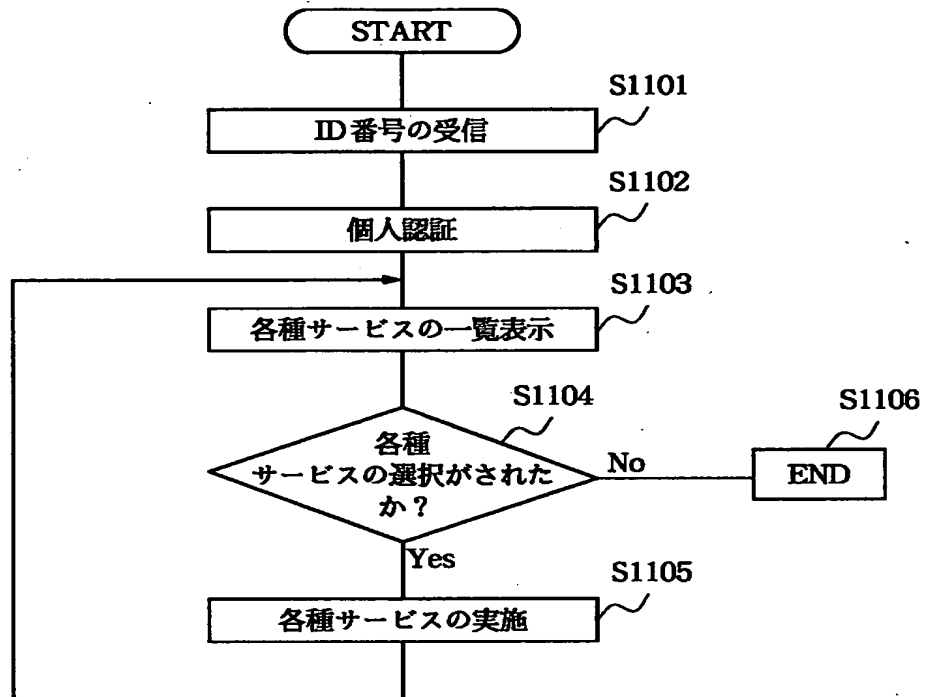 START
S1101
ID番号の受信
S1102
個人認証
S1103
各種サービスの一覧表示
S1104
各種
サービスの選択がされた
か？
No
S1106
END
Yes
S1105
各種サービスの実施